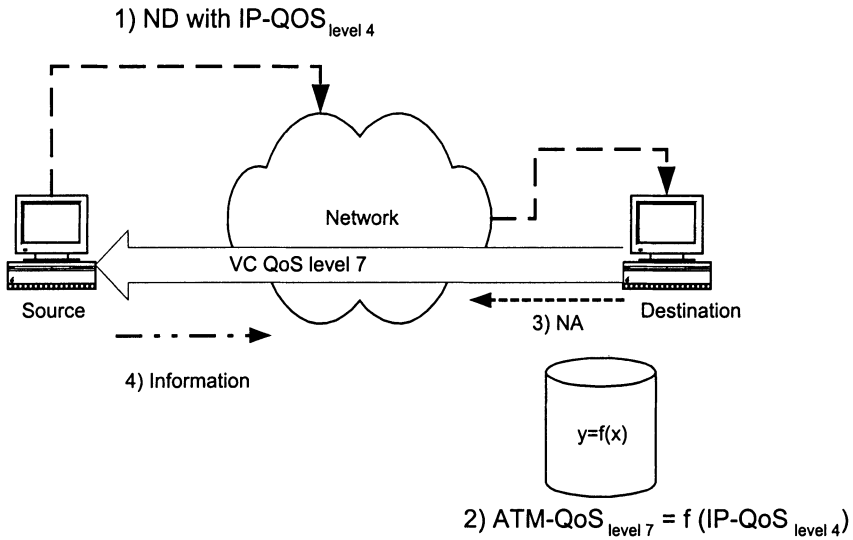 1) ND with IP-QOS level 4
Network
VC QoS level 7
Source
Destination
3) NA
4) Information
y=f(x)
2) ATM-QoS level 7 = f (IP-QoS level 4)